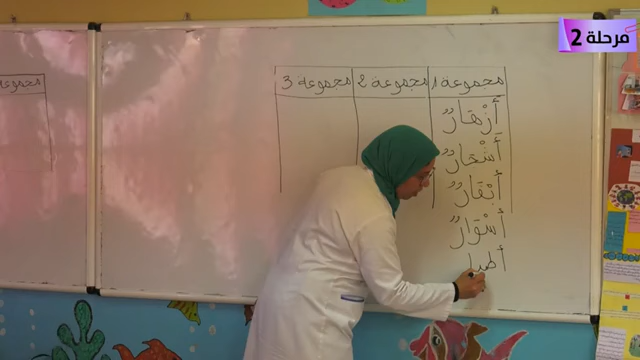 مرحلة 2
مجموعة 1 مجموعة 2 مجموعة 3
أَزْهَارٌ
أَشْجَارٌ
أَبْقَارٌ
أَسْوَارٌ